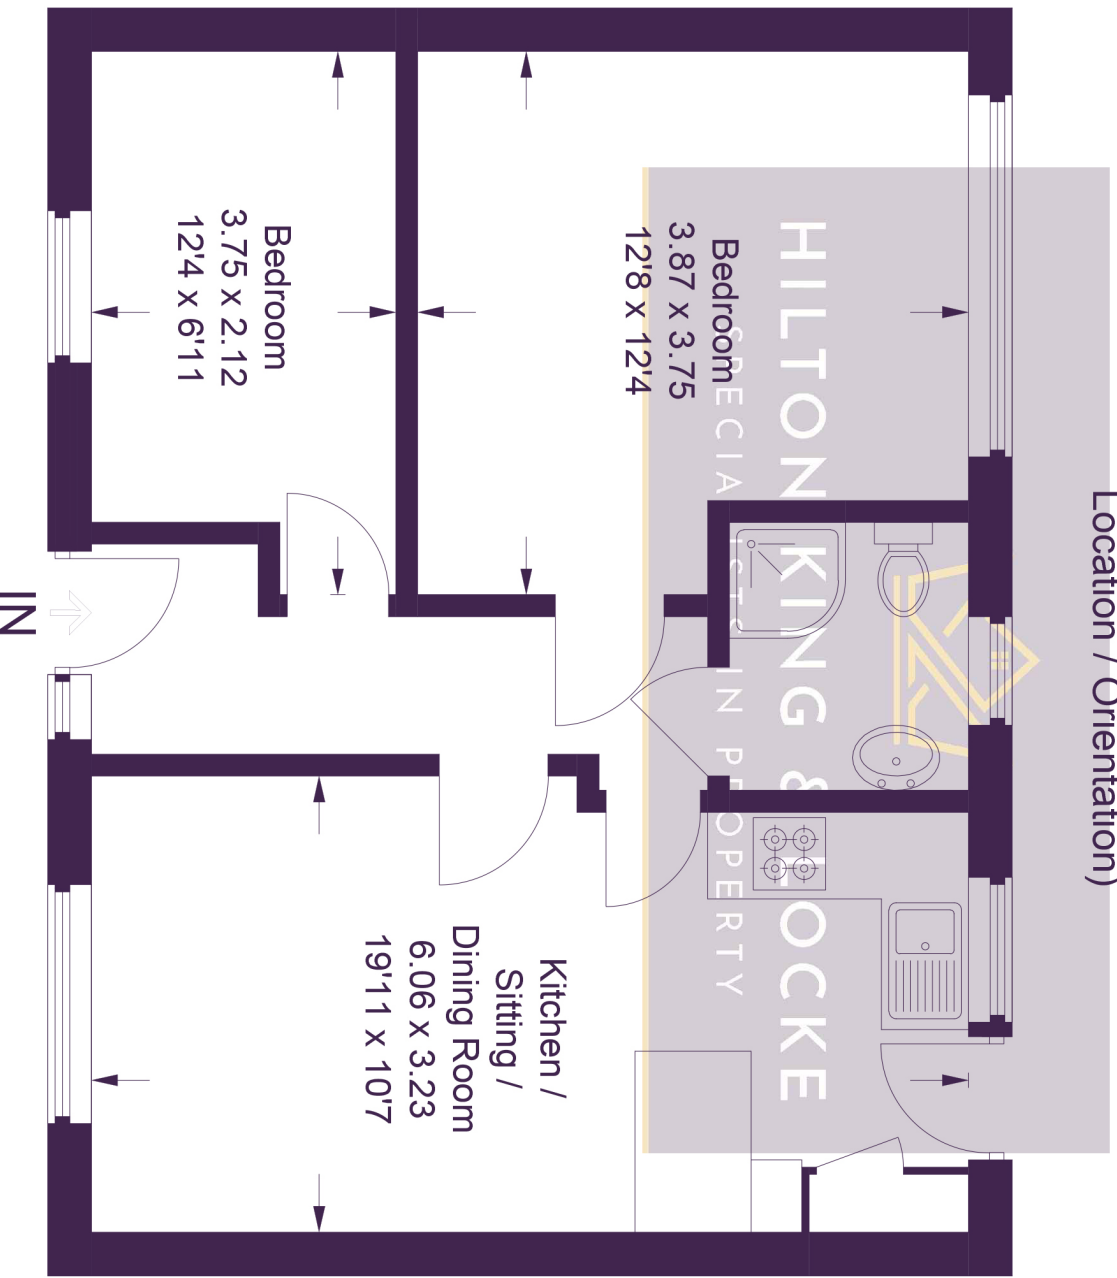 Location / Orientation)
HILTON KING & LOCKE
SPECIALISTS IN PROPERTY
Bedroom
3.87 x 3.75
12'8 x 12'4
Bedroom
3.75 x 2.12
12'4 x 6'11
Kitchen /
Sitting /
Dining Room
6.06 x 3.23
19'11 x 10'7
IN